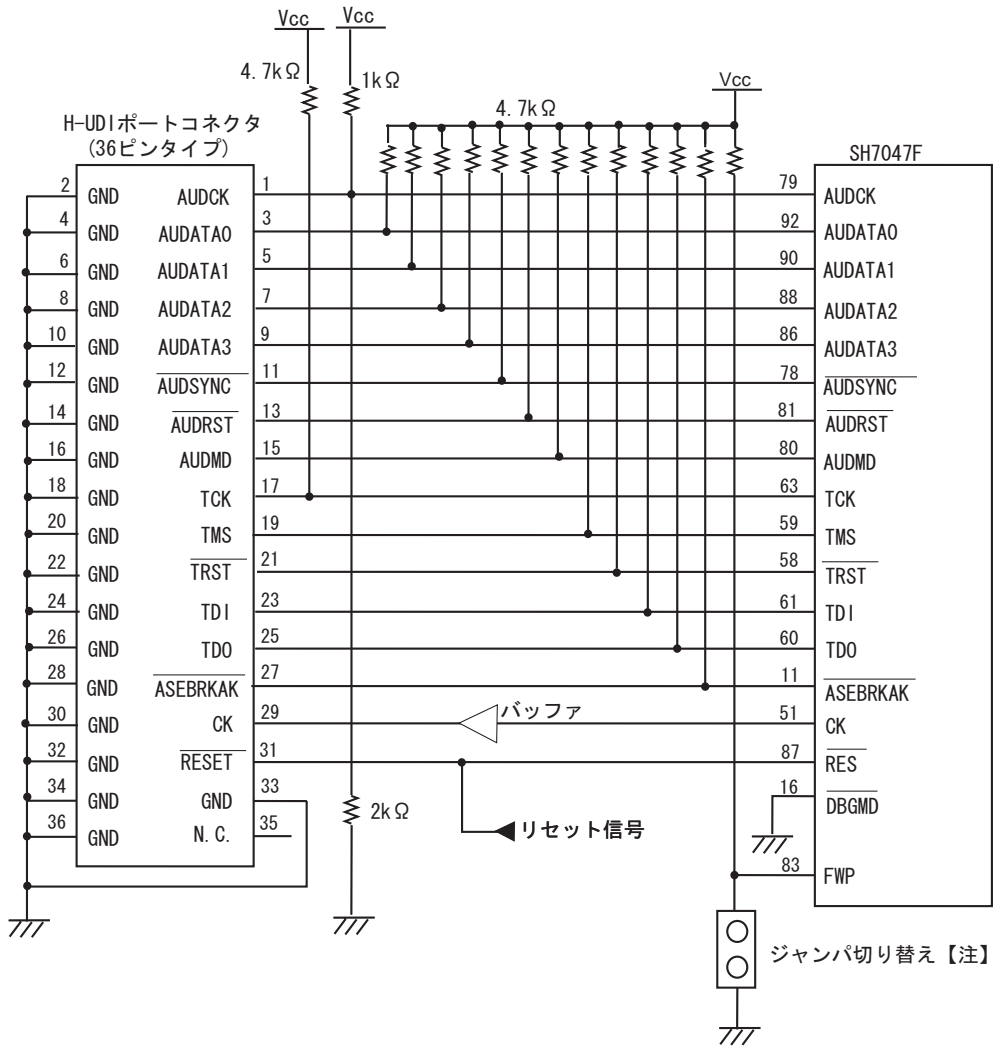 Vcc
Vcc
4.7kΩ
1kΩ
Vcc
4.7kΩ
H-UDIポートコネクタ
(36ピンタイプ)
SH7047F
2 GND AUDCK 1 79 AUDCK
4 GND AUDATA0 3 92 AUDATA0
6 GND AUDATA1 5 90 AUDATA1
8 GND AUDATA2 7 88 AUDATA2
10 GND AUDATA3 9 86 AUDATA3
12 GND AUDSYNC 11 78 AUDSYNC
14 GND AUDRST 13 81 AUDRST
16 GND AUDMD 15 80 AUDMD
18 GND TCK 17 63 TCK
20 GND TMS 19 59 TMS
22 GND TRST 21 58 TRST
24 GND TDI 23 61 TDI
26 GND TDO 25 60 TDO
28 GND ASEBRKAK 27 11 ASEBRKAK
30 GND CK 29 バッファ 51 CK
32 GND RESET 31 87 RES
34 GND GND 33 16 DBGMD
36 GND N.C. 35
2kΩ
リセット信号
83 FWP
ジャンパ切り替え【注】